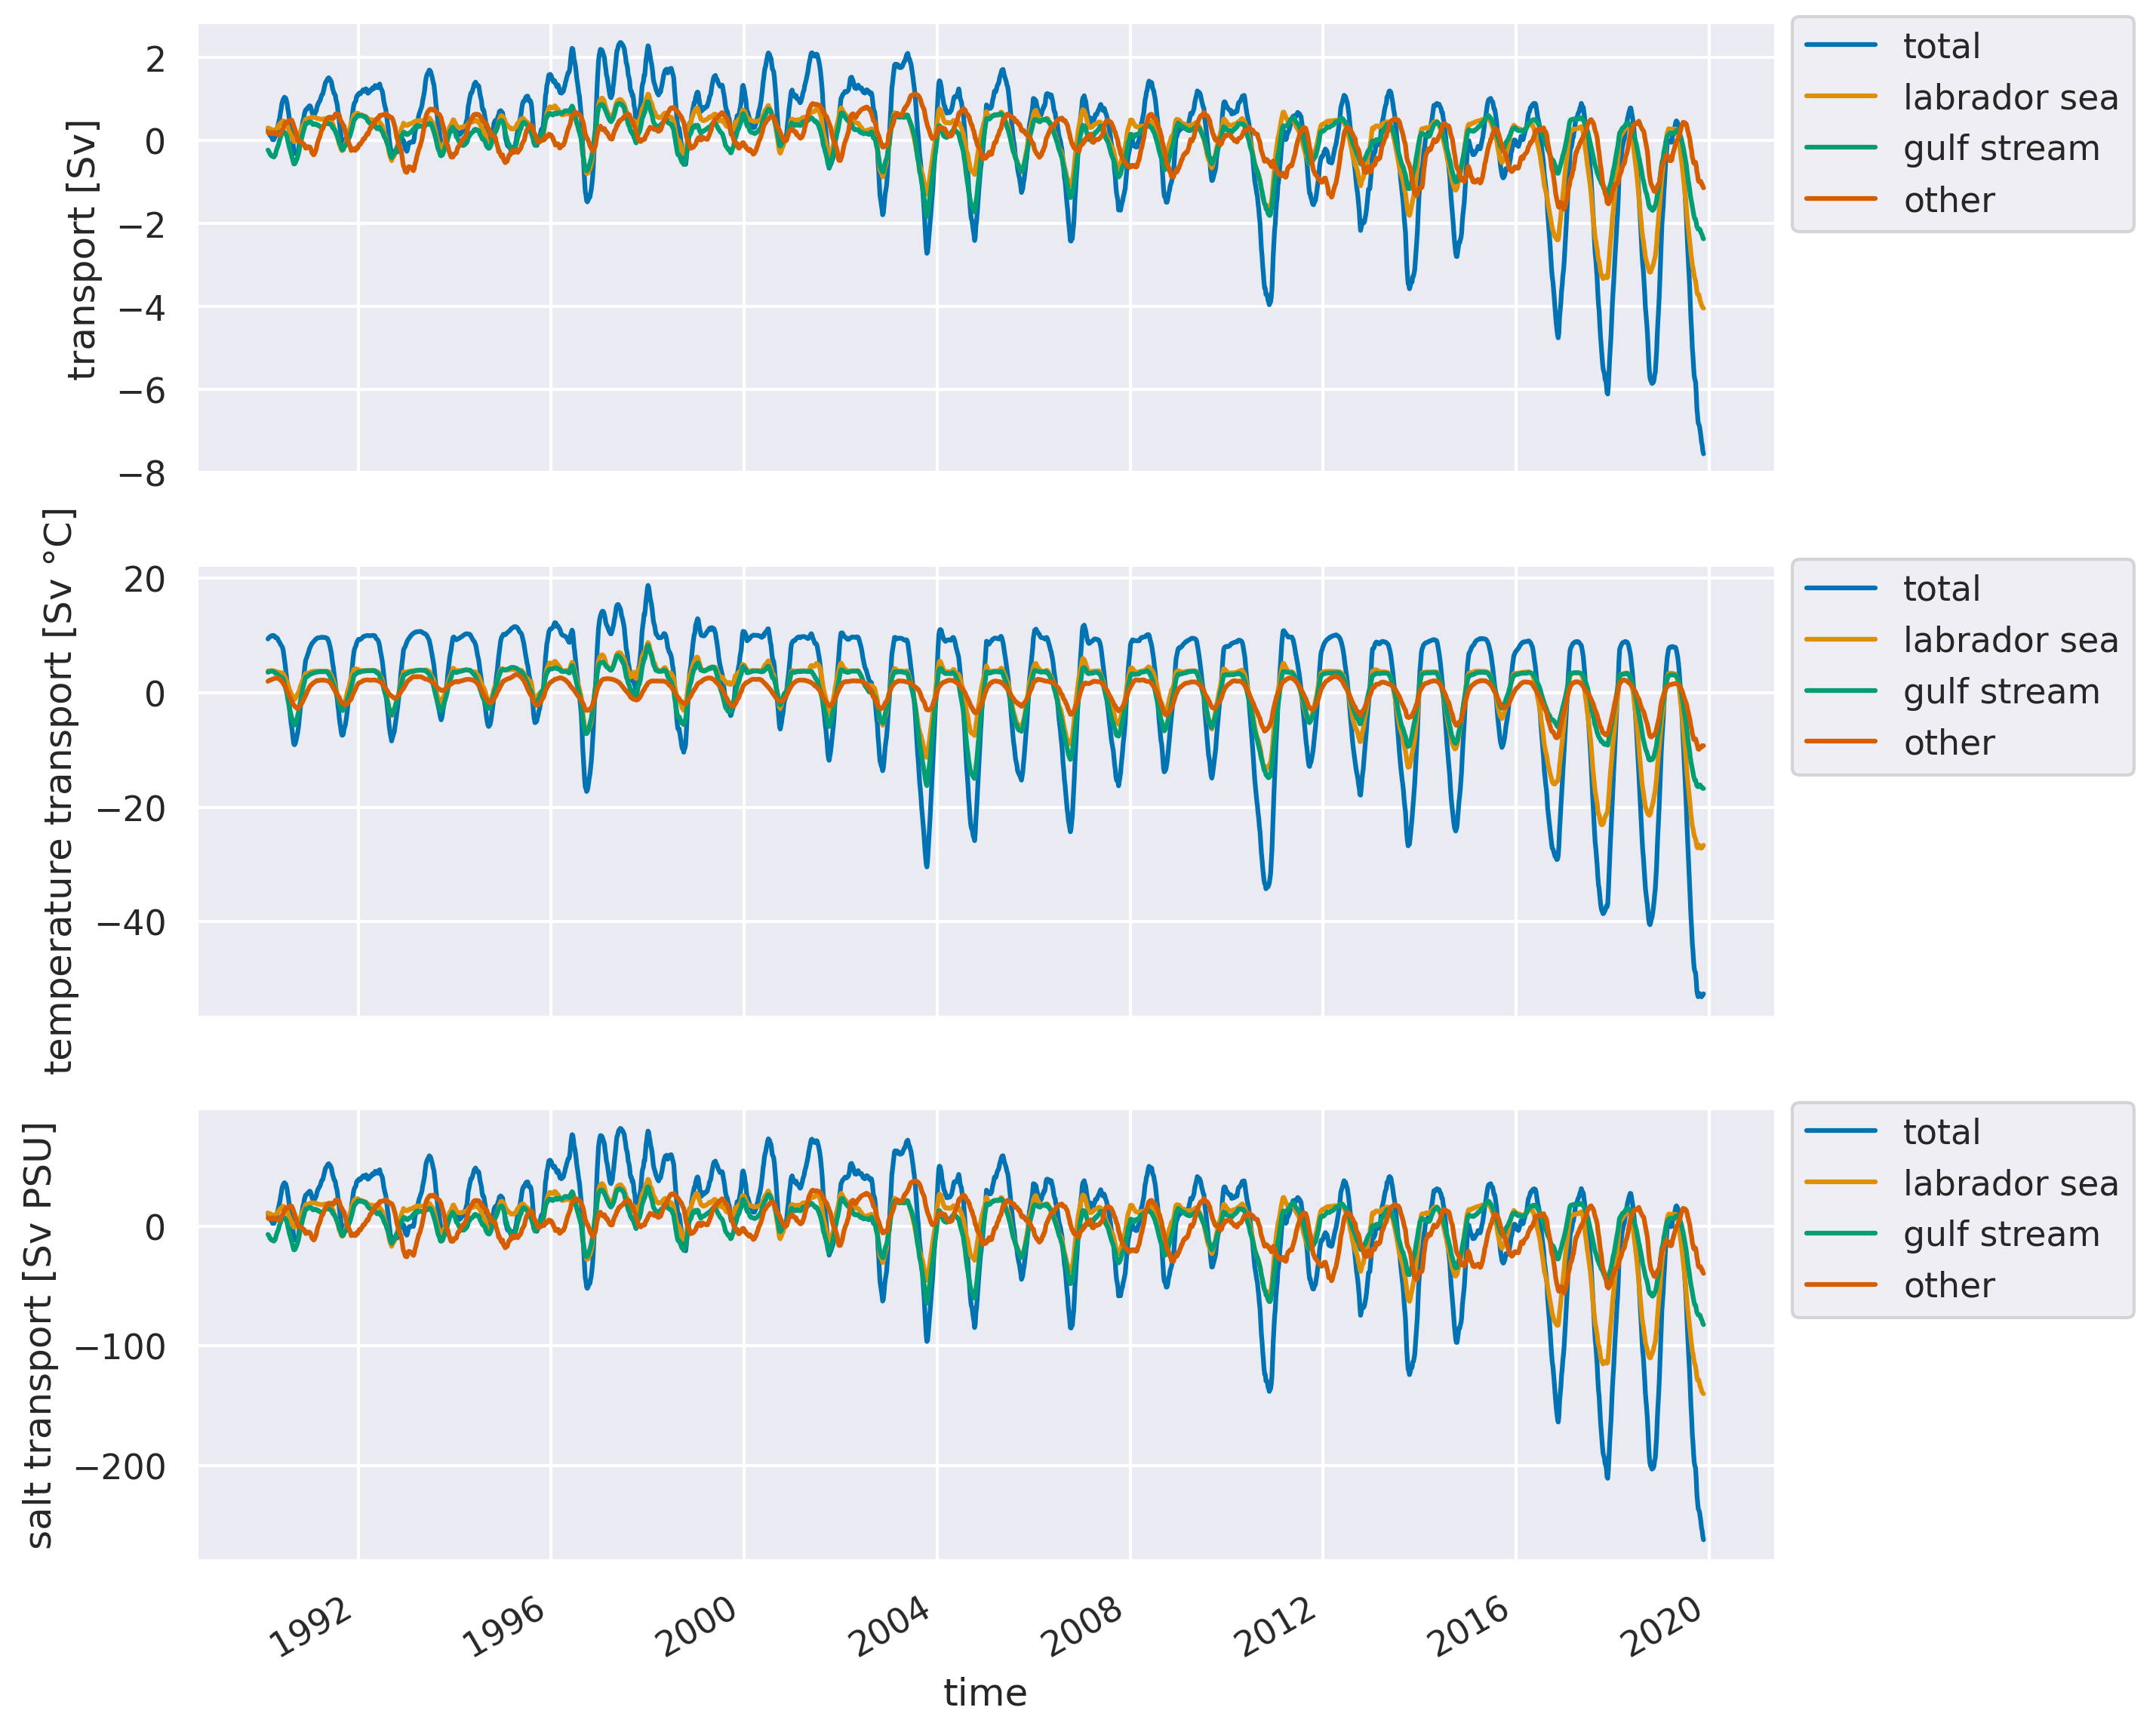 transport [Sv]
2
0
−2
−4
−6
−8
total
labrador sea
gulf stream
other
temperature transport [Sv °C]
20
0
−20
−40
total
labrador sea
gulf stream
other
salt transport [Sv PSU]
0
−100
−200
total
labrador sea
gulf stream
other
1992 1996 2000 2004 2008 2012 2016 2020
time